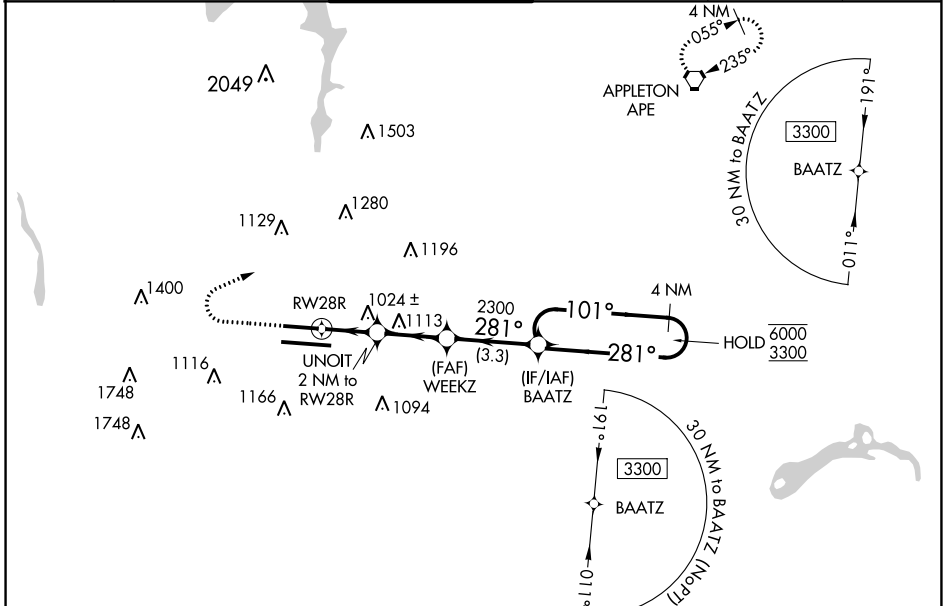 4 NM
055°
235°
APPLETON
APE
2049
1503
30 NM to BAATZ
3300
191°
BAATZ
011°
1280
1129
1196
1400
RW28R
1024 ±
1113
2300
281°
(3.3)
101°
4 NM
281°
HOLD 6000
3300
UNOIT
2 NM to
RW28R
(FAF)
WEEKZ
(IF/IAF)
BAATZ
1116
1748
1166
1094
1748
191°
30 NM to BAATZ (NoPT)
3300
BAATZ
011°